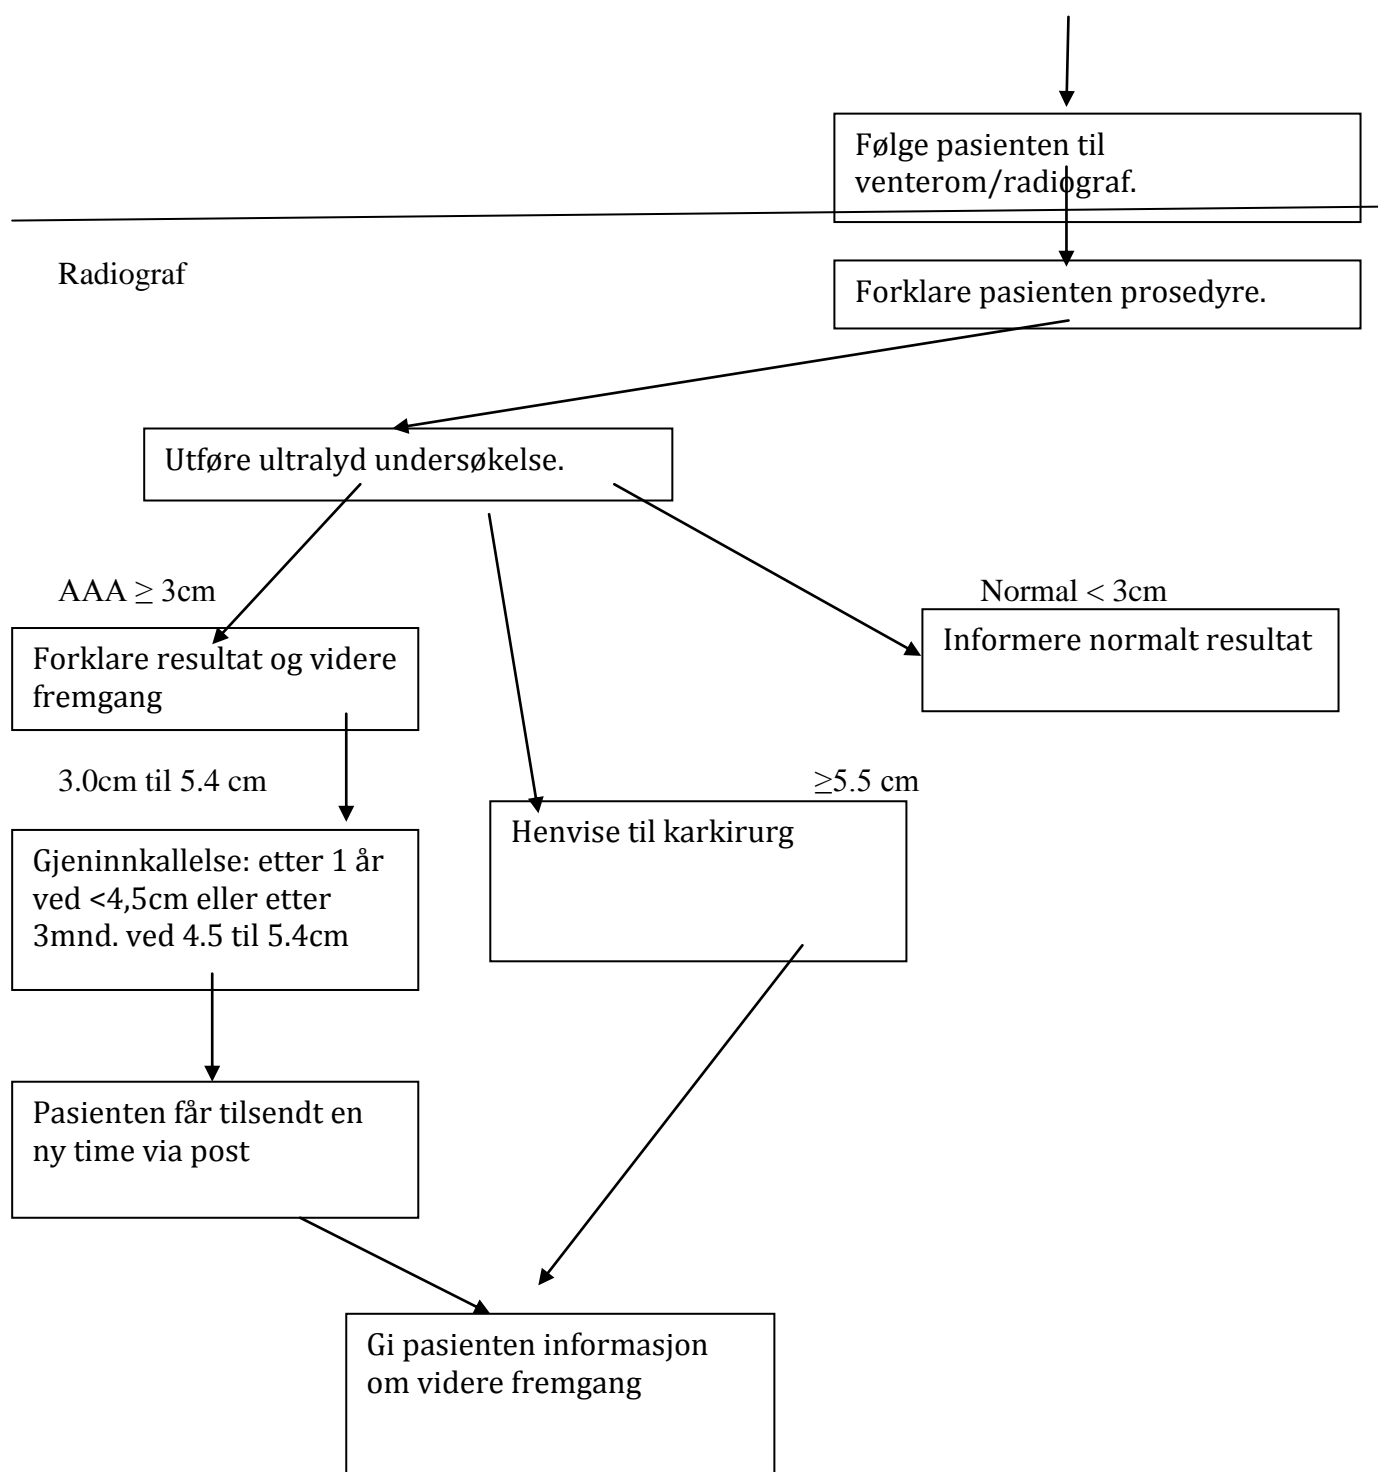 Følge pasienten til
venterom/radiograf.
Radiograf
Forklare pasienten prosedyre.
Utføre ultralyd undersøkelse.
AAA ≥ 3cm
Normal < 3cm
Forklare resultat og videre
fremgang
Informere normalt resultat
3.0cm til 5.4 cm
≥5.5 cm
Gjeninnkallelse: etter 1 år
ved <4,5cm eller etter
3mnd. ved 4.5 til 5.4cm
Henvise til karkirurg
Pasienten får tilsendt en
ny time via post
Gi pasienten informasjon
om videre fremgang